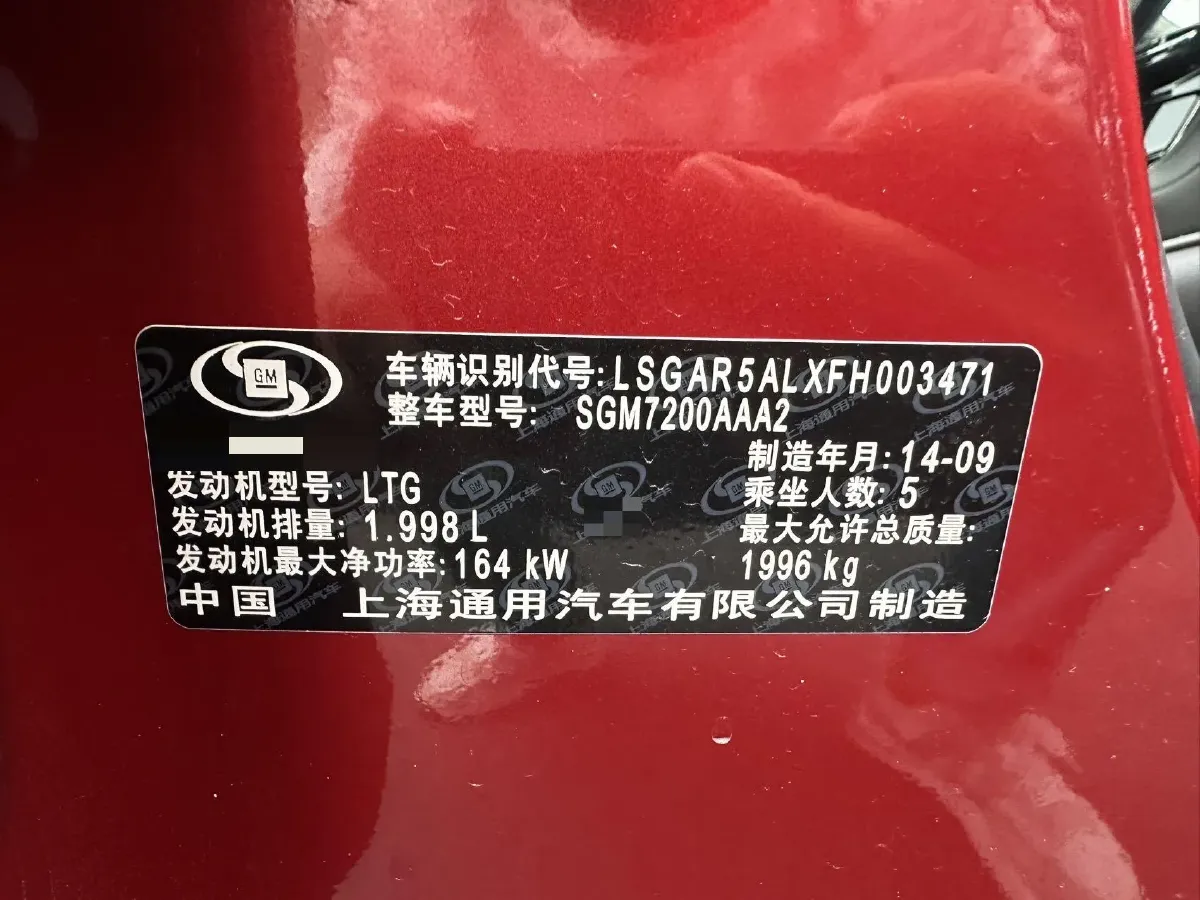 GM
车辆识别代号:LSGAR5ALXFH003471
整车型号: SGM7200AAA2
制造年月:14-09
发动机型号: LTG
乘坐人数: 5
发动机排量: 1.998 L
最大允许总质量:
发动机最大净功率:164 kW
1996 kg
中国 上海通用汽车有限公司制造